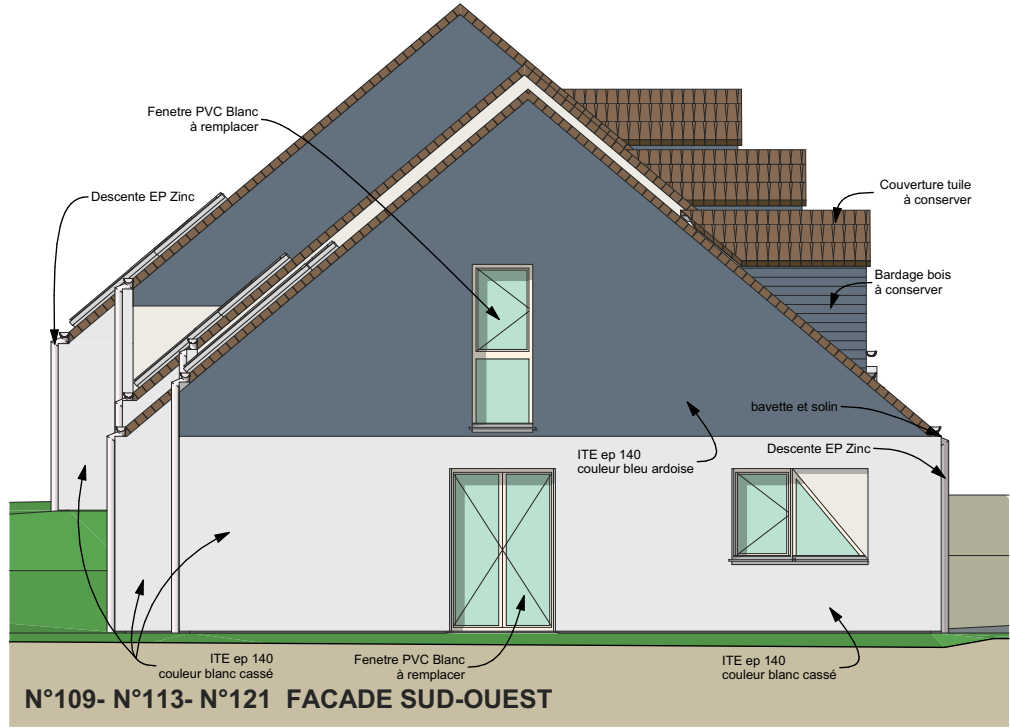 Fenetre PVC Blanc
à remplacer
Descente EP Zinc
Couverture tuile
à conserver
Bardage bois
à conserver
bavette et solin
Descente EP Zinc
ITE ep 140
couleur bleu ardoise
ITE ep 140
couleur blanc cassé
Fenetre PVC Blanc
à remplacer
ITE ep 140
couleur blanc cassé
N°109- N°113- N°121 FACADE SUD-OUEST